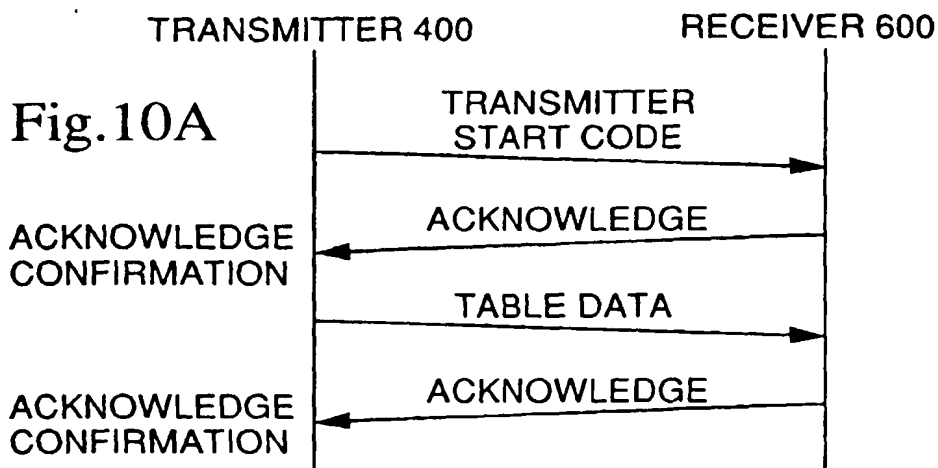 TRANSMITTER 400
RECEIVER 600
Fig.10A
TRANSMITTER
START CODE
ACKNOWLEDGE
ACKNOWLEDGE
CONFIRMATION
TABLE DATA
ACKNOWLEDGE
ACKNOWLEDGE
CONFIRMATION